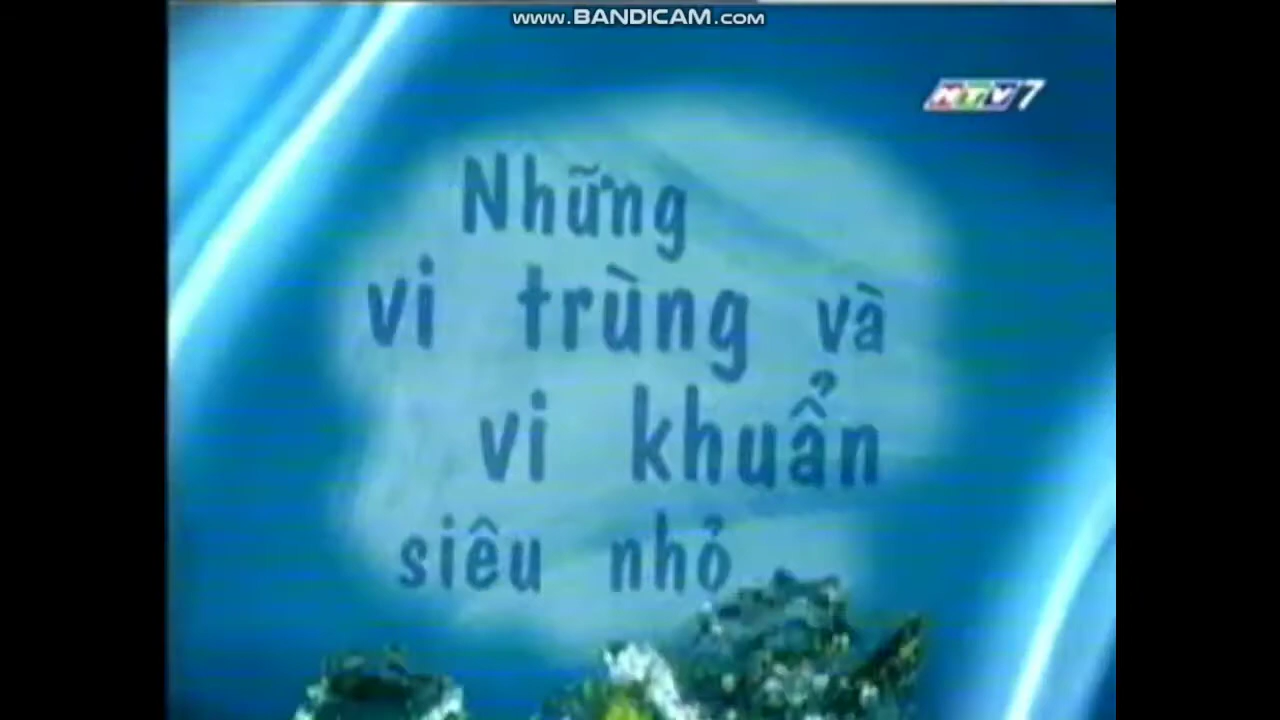 www.BANDICAM.com
HTV7
Những
vi trùng và
vi khuẩn
siêu nhỏ